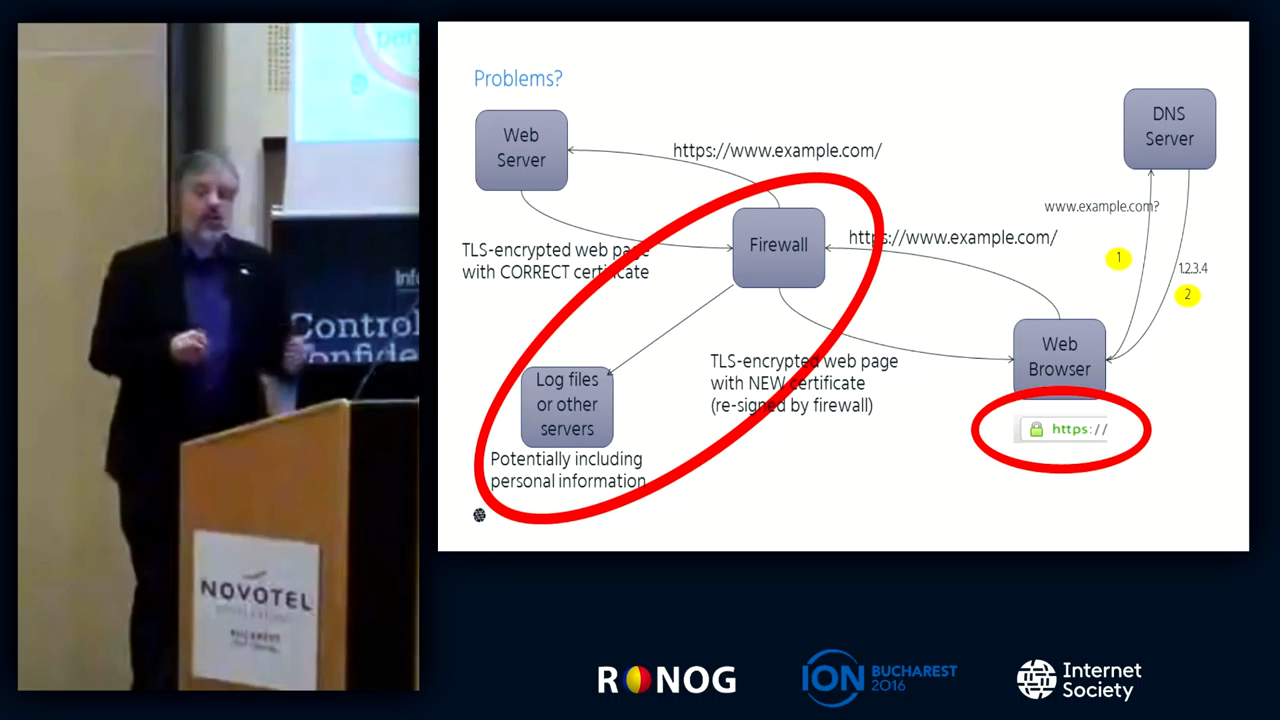 Problems?
Web
Server
https://www.example.com/
DNS
Server
www.example.com?
Firewall
https://www.example.com/
TLS-encrypted web page
with CORRECT certificate
1
1.2.3.4
2
Web
Browser
TLS-encrypted web page
with NEW certificate
(re-signed by firewall)
Log files
or other
servers
https://
Potentially including
personal information
Control
NOVOTEL
BUCHAREST
RONOG
ION BUCHAREST
2016
Internet
Society